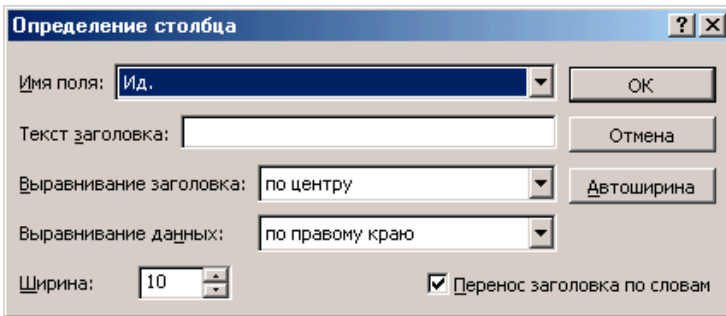 Определение столбца
Имя поля: Ид. ОК
Текст заголовка: Отмена
Выравнивание заголовка: по центру Автоширина
Выравнивание данных: по правому краю
Ширина: 10 Перенос заголовка по словам